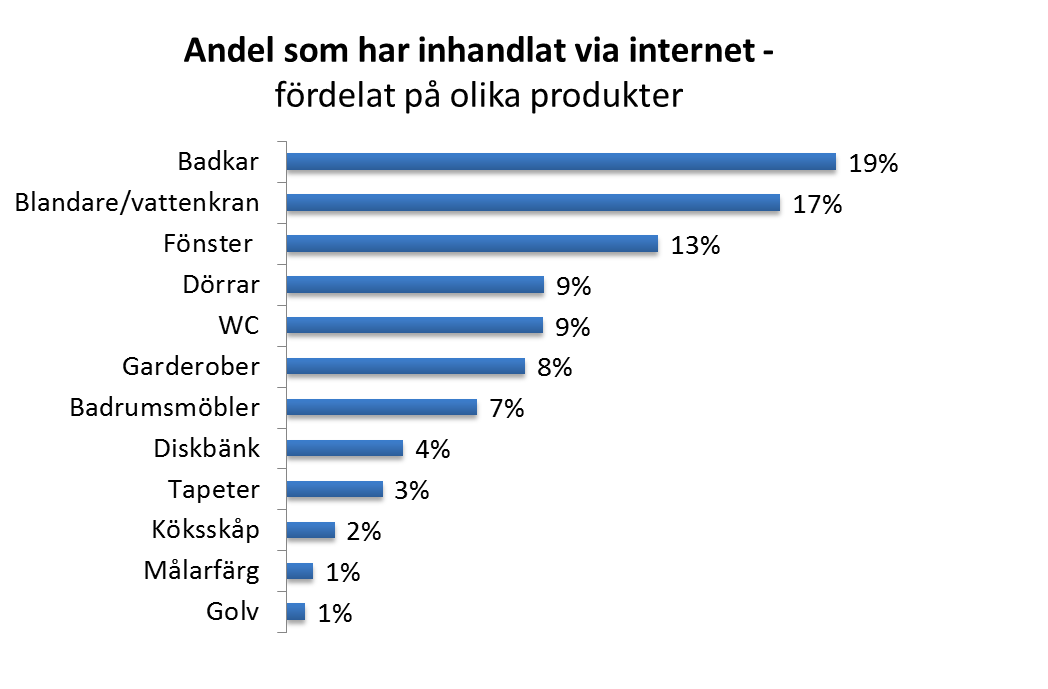 Andel som har inhandlat via internet -
fördelat på olika produkter
Badkar 19%
Blandare/vattenkran 17%
Fönster 13%
Dörrar 9%
WC 9%
Garderober 8%
Badrumsmöbler 7%
Diskbänk 4%
Tapeter 3%
Köksskåp 2%
Målarfärg 1%
Golv 1%